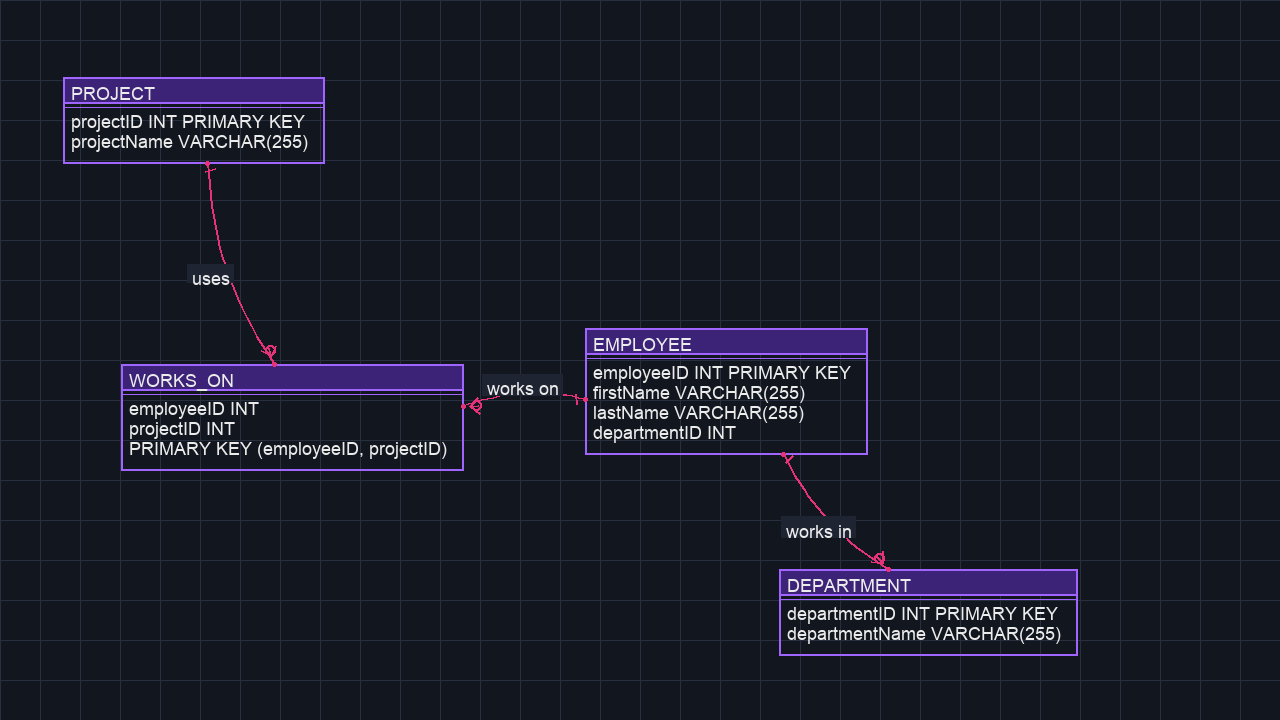 PROJECT
projectID INT PRIMARY KEY
projectName VARCHAR(255)
uses
WORKS_ON
employeeID INT
projectID INT
PRIMARY KEY (employeeID, projectID)
works on
EMPLOYEE
employeeID INT PRIMARY KEY
firstName VARCHAR(255)
lastName VARCHAR(255)
departmentID INT
works in
DEPARTMENT
departmentID INT PRIMARY KEY
departmentName VARCHAR(255)